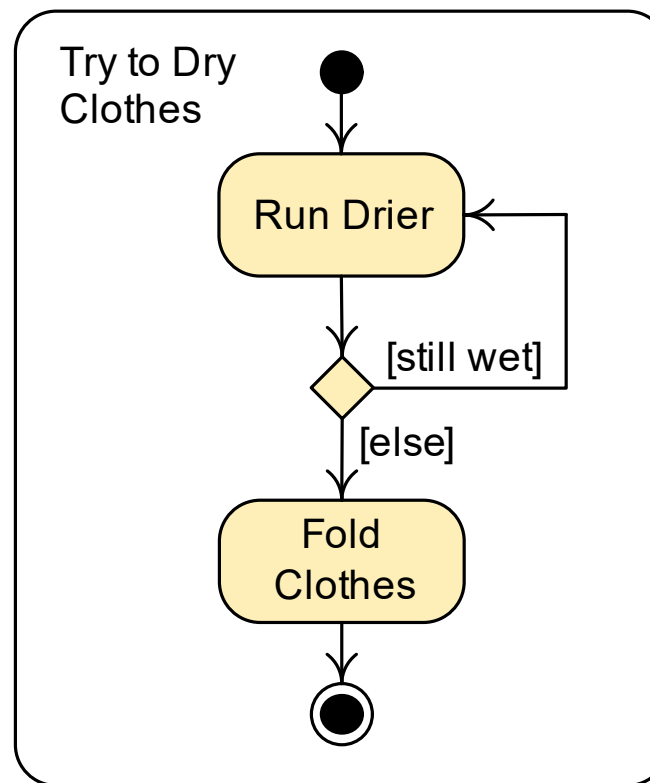 Try to Dry
Clothes
Run Drier
[still wet]
[else]
Fold
Clothes